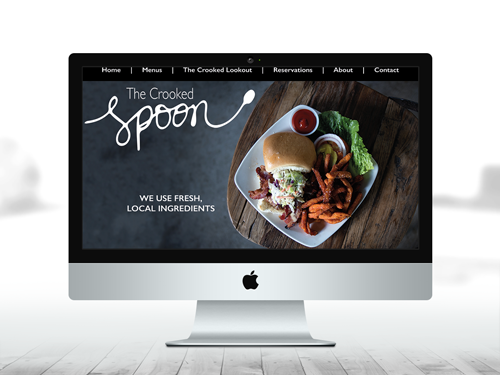 Home | Menus | The Crooked Lookout | Reservations | About | Contact
The Crooked
Spoon
WE USE FRESH,
LOCAL INGREDIENTS